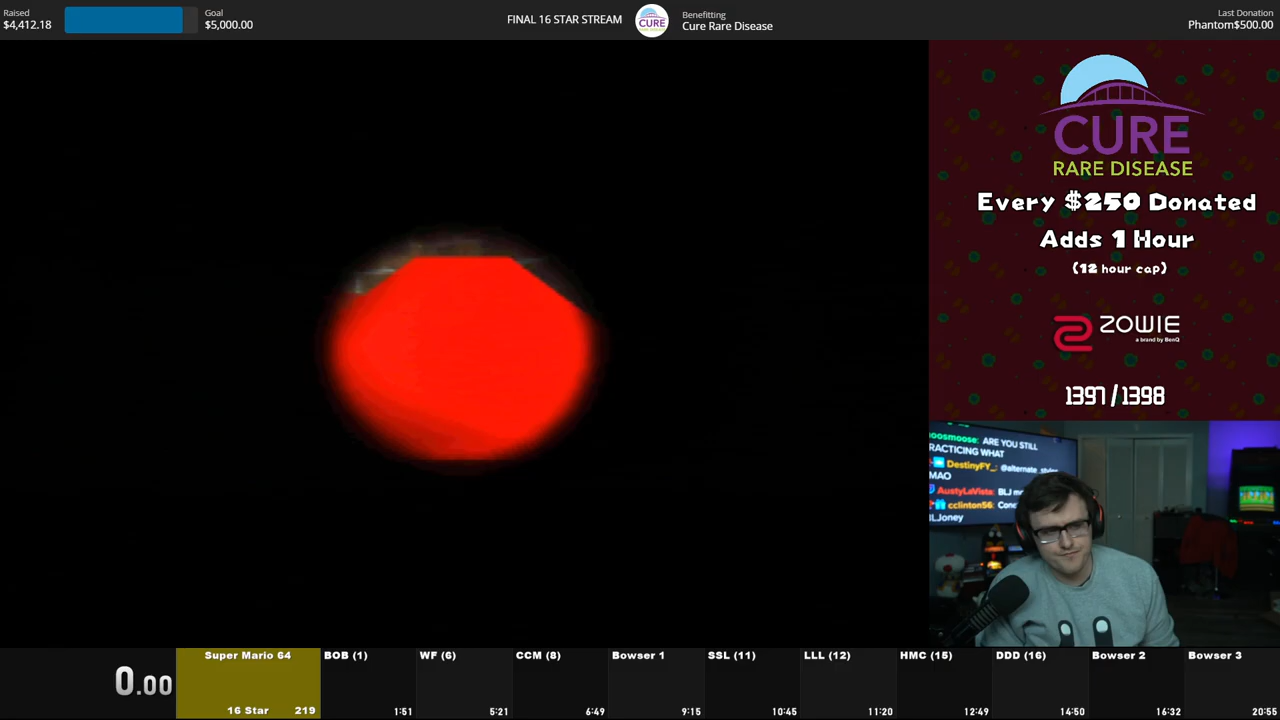 Raised
$4,412.18
Goal
$5,000.00
FINAL 16 STAR STREAM
CURE
Benefitting
Cure Rare Disease
Last Donation
Phantom$500.00
CURE
RARE DISEASE
Every $250 Donated
Adds 1 Hour
(12 hour cap)
ZOWIE
a brand by BenQ
1397/1398
ARE YOU STILL
DestinyFY_:
MAO
AustyLaVista: BLJ
cclinton56:
0.00
Super Mario 64
16 Star 219
BOB (1)
1:51
WF (6)
5:21
CCM (8)
6:49
Bowser 1
9:15
SSL (11)
10:45
LLL (12)
11:20
HMC (15)
12:49
DDD (16)
14:50
Bowser 2
16:32
Bowser 3
20:55